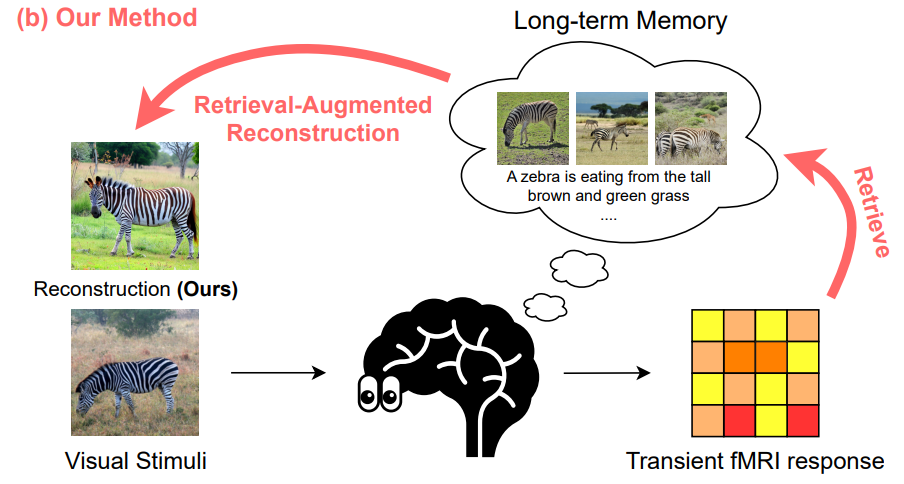 (b) Our Method
Long-term Memory
Retrieval-Augmented
Reconstruction
A zebra is eating from the tall
brown and green grass
....
Retrieve
Reconstruction (Ours)
Visual Stimuli
Transient fMRI response